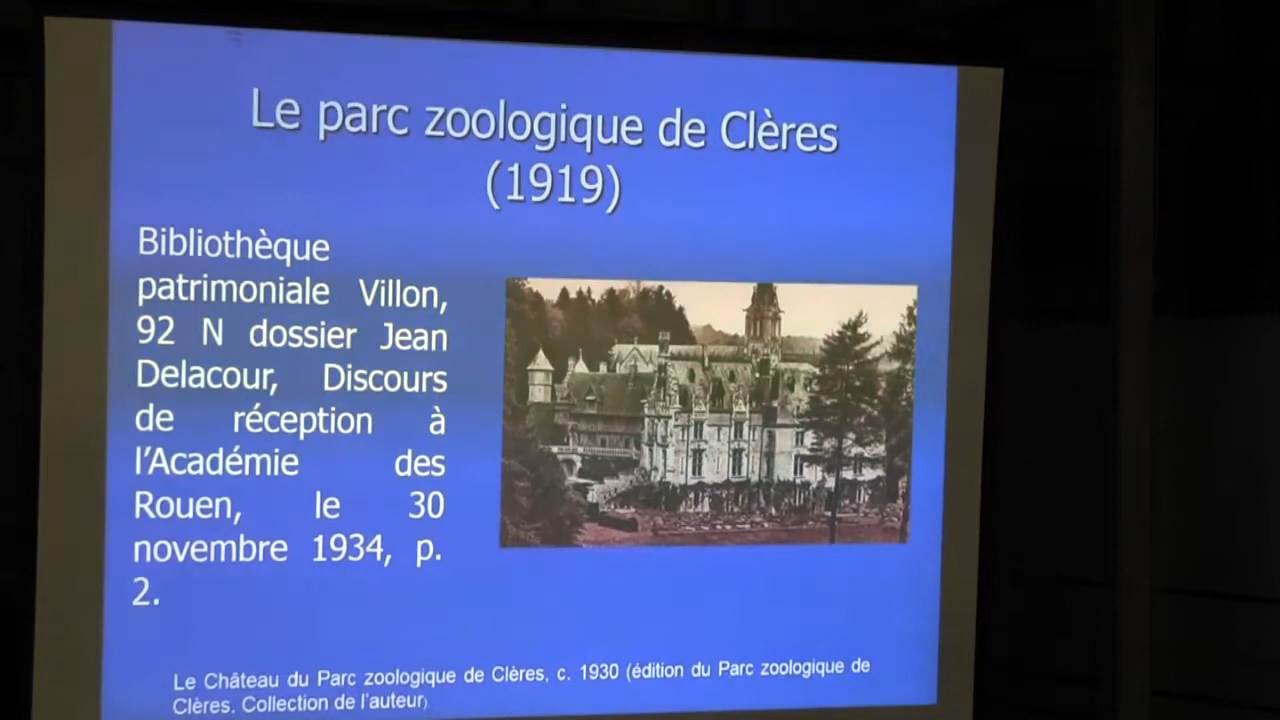 Le parc zoologique de Clères
(1919)
Bibliothèque
patrimoniale Villon,
92 N dossier Jean
Delacour, Discours
de réception à
l'Académie des
Rouen, le 30
novembre 1934, p.
2.
Le Château du Parc zoologique de Clères, c. 1930 (édition du Parc zoologique de
Clères. Collection de l'auteur)